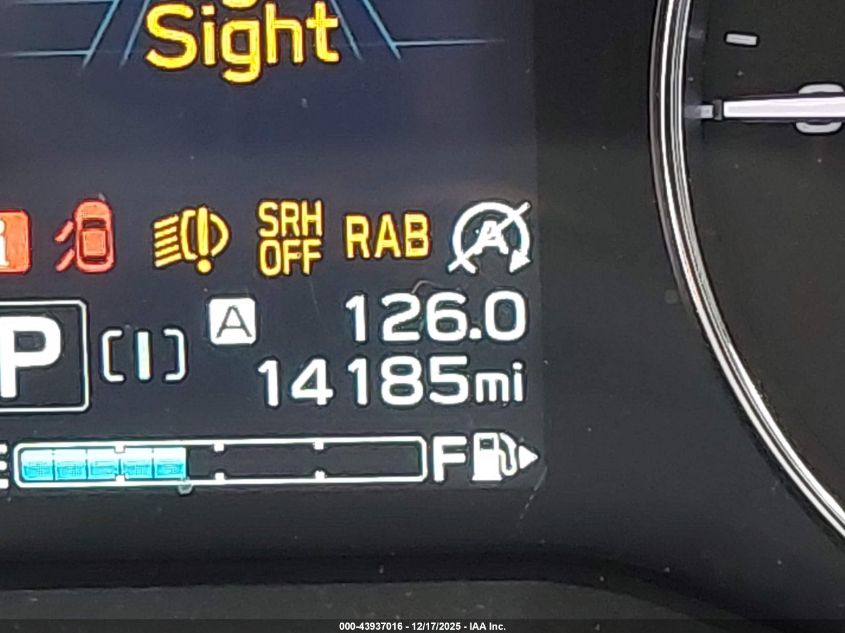 Sight
i
SRH
OFF
RAB
A
A
126.0
P
14185mi
E
F
000-43937016 - 12/17/2025 - IAA Inc.